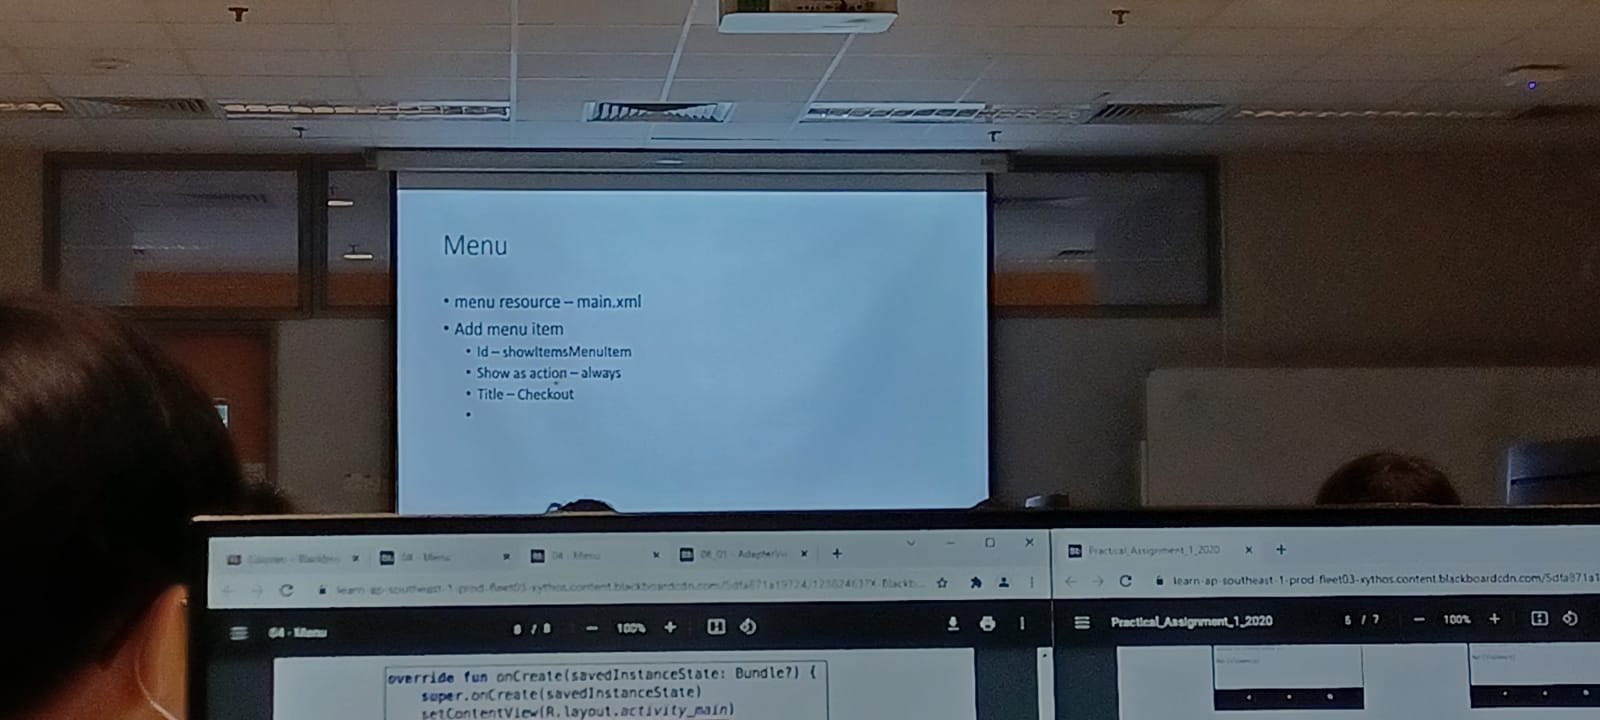 Menu
• menu resource – main.xml
• Add menu item
• Id – showItemsMenuItem
• Show as action – always
• Title – Checkout
•
04 - Menu
04 - Menu
06_01 - AdapterVi
Practical_Assignment_1_2020
learn-ap-southeast-1-prod-fleet03-xythos.content.blackboardcdn.com/5dfa871a19724/
learn-ap-southeast-1-prod-fleet03-xythos.content.blackboardcdn.com/5dfa871a1
04 - Menu
8 / 8
100%
Practical_Assignment_1_2020
6 / 7
100%
override fun onCreate(savedInstanceState: Bundle?) {
super.onCreate(savedInstanceState)
setContentView(R.layout.activity_main)